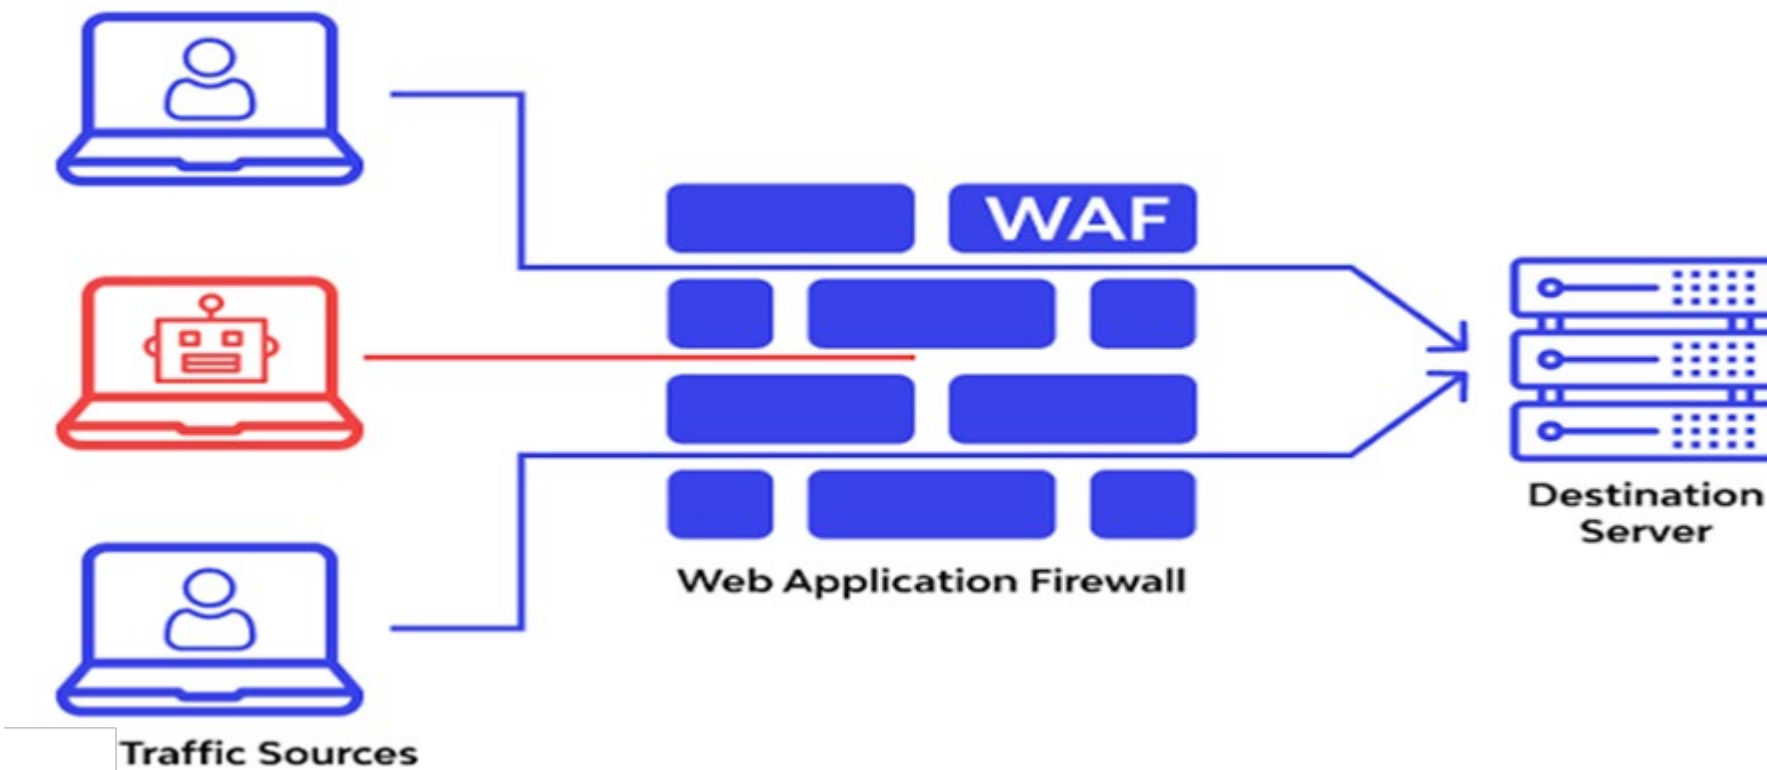 WAF
Web Application Firewall
Destination
Server
Traffic Sources